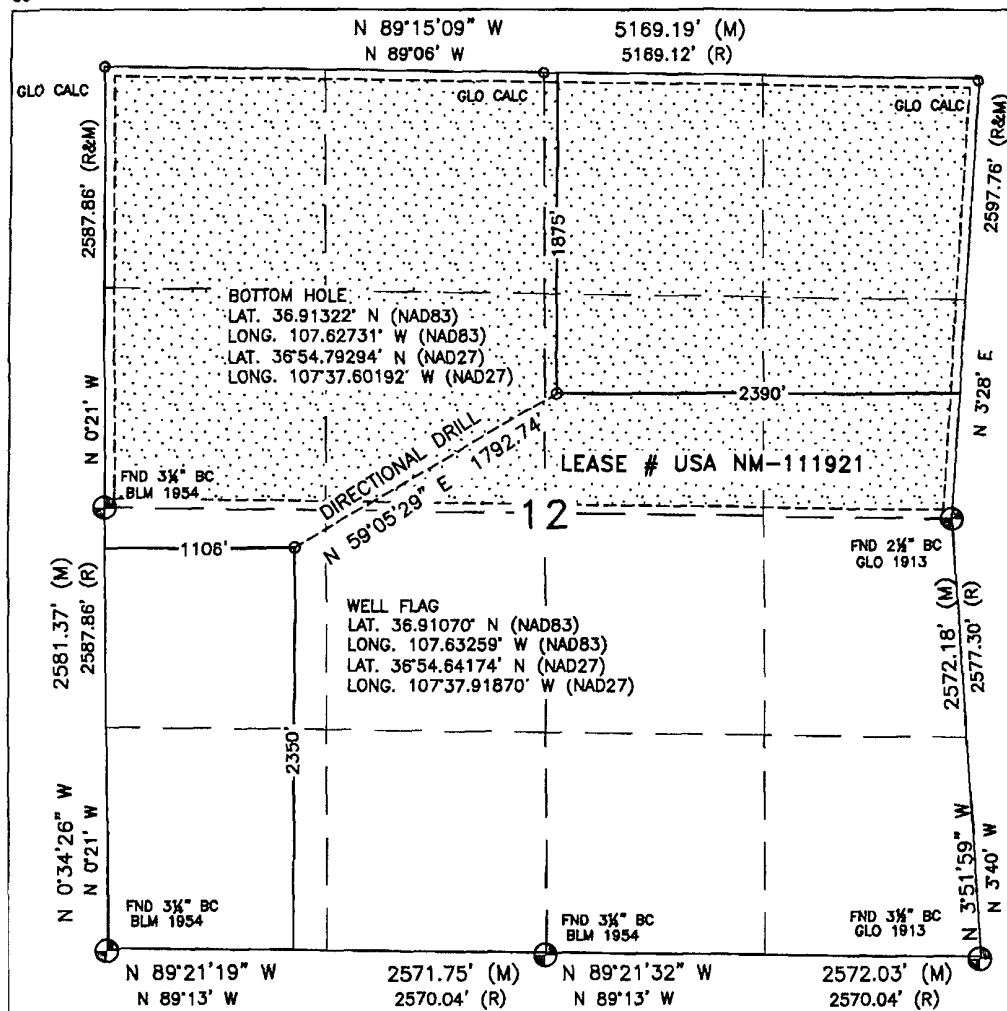 N 89°15'09" W 5169.19' (M)
N 89°06' W 5169.12' (R)
GLO CALC
GLO CALC
GLO CALC
2587.86' (R&M)
N 0°21' W
1875'
2597.76' (R&M)
N 3°28' E
BOTTOM HOLE
LAT. 36.91322° N (NAD83)
LONG. 107.62731° W (NAD83)
LAT. 36°54.79294' N (NAD27)
LONG. 107°37.60192' W (NAD27)
2390'
DIRECTIONAL DRILL
1792.74'
N 59°05'29" E
LEASE # USA NM-111921
FND 3¼" BC
BLM 1954
12
FND 2½" BC
GLO 1913
1106'
WELL FLAG
LAT. 36.91070° N (NAD83)
LONG. 107.63259° W (NAD83)
LAT. 36°54.64174' N (NAD27)
LONG. 107°37.91870' W (NAD27)
2581.37' (M)
2587.86' (R)
N 0°34'26" W
N 0°21' W
2350'
2572.18' (M)
2577.30' (R)
N 3°51'59" W
N 3°40' W
FND 3¼" BC
BLM 1954
FND 3¼" BC
BLM 1954
FND 3¼" BC
GLO 1913
N 89°21'19" W 2571.75' (M)
N 89°13' W 2570.04' (R)
N 89°21'32" W 2572.03' (M)
N 89°13' W 2570.04' (R)